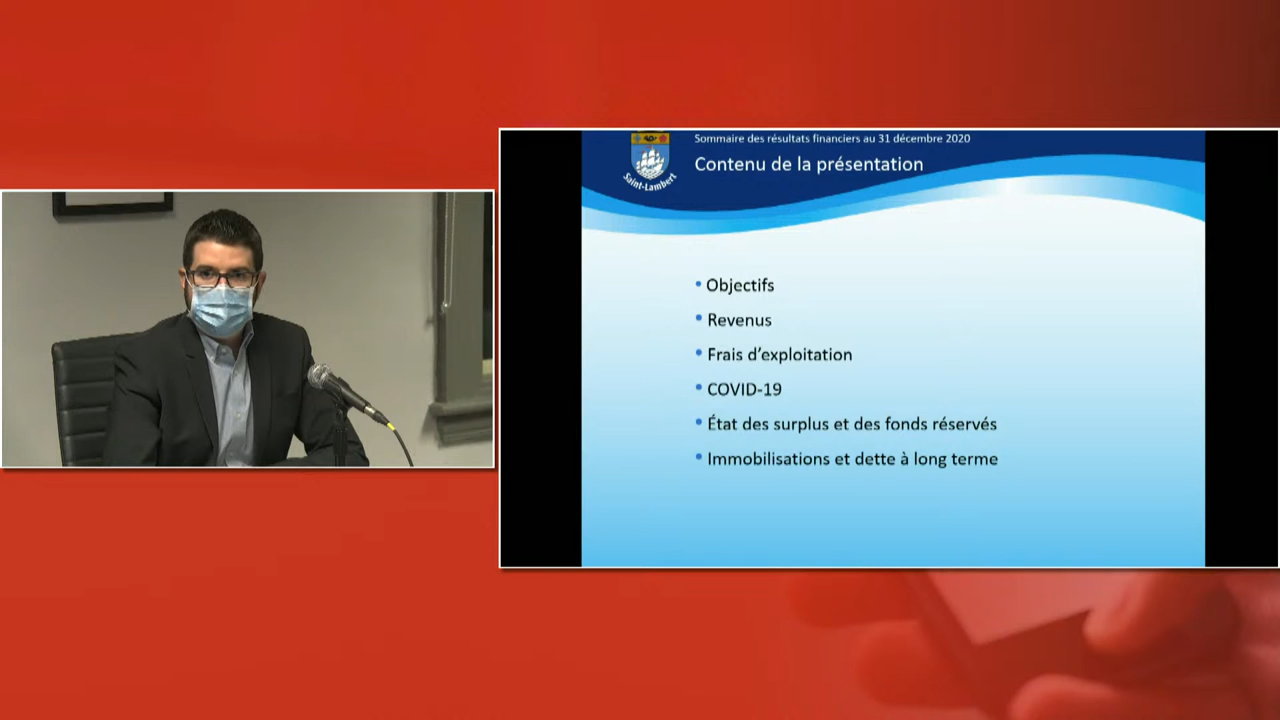 Sommaire des résultats financiers au 31 décembre 2020
Contenu de la présentation
Saint-Lambert
• Objectifs
• Revenus
• Frais d'exploitation
• COVID-19
• État des surplus et des fonds réservés
• Immobilisations et dette à long terme